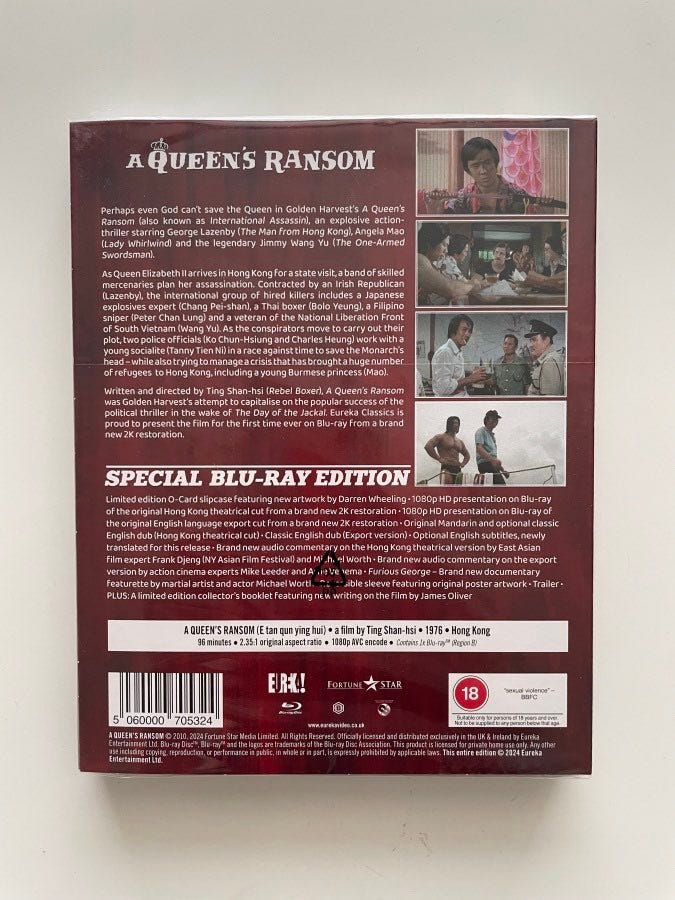 A QUEEN'S RANSOM
Perhaps even God can't save the Queen in Golden Harvest's A Queen's
Ransom (also known as International Assassin), an explosive action-
thriller starring George Lazenby (The Man from Hong Kong), Angela Mao
(Lady Whirlwind) and the legendary Jimmy Wang Yu (The One-Armed
Swordsman).
As Queen Elizabeth II arrives in Hong Kong for a state visit, a band of skilled
mercenaries plan her assassination. Contracted by an Irish Republican
(Lazenby), the international group of hired killers includes a Japanese
explosives expert (Chang Pei-shan), a Thai boxer (Bolo Yeung), a Filipino
sniper (Peter Chan Lung) and a veteran of the National Liberation Front
of South Vietnam (Wang Yu). As the conspirators move to carry out their
plot, two police officials (Ko Chun-Hsiung and Charles Heung) work with a
young socialite (Tanny Tien Ni) in a race against time to save the Monarch's
head – while also trying to manage a crisis that has brought a huge number
of refugees to Hong Kong, including a young Burmese princess (Mao).
Written and directed by Ting Shan-hsi (Rebel Boxer), A Queen's Ransom
was Golden Harvest's attempt to capitalise on the popular success of the
political thriller in the wake of The Day of the Jackal. Eureka Classics is
proud to present the film for the first time ever on Blu-ray from a brand
new 2K restoration.
SPECIAL BLU-RAY EDITION
Limited edition O-Card slipcase featuring new artwork by Darren Wheeling • 1080p HD presentation on Blu-ray
of the original Hong Kong theatrical cut from a brand new 2K restoration • 1080p HD presentation on Blu-ray of
the original English language export cut from a brand new 2K restoration • Original Mandarin and optional classic
English dub (Hong Kong theatrical cut) • Classic English dub (Export version) • Optional English subtitles, newly
translated for this release • Brand new audio commentary on the Hong Kong theatrical version by East Asian
film expert Frank Djeng (NY Asian Film Festival) and Worth • Brand new audio commentary on the export
version by action cinema experts Mike Leeder and Furious George – Brand new documentary
featurette by martial artist and actor Michael sleeve featuring original poster artwork • Trailer •
PLUS: A limited edition collector's booklet featuring new writing on the film by James Oliver
A QUEEN'S RANSOM (E tan qun ying hui) • a film by Ting Shan-hsi • 1976 • Hong Kong
96 minutes • 2.35:1 original aspect ratio • 1080p AVC encode • Contains 1x Blu-ray™ (Region B)
5 060000 705324
EUREKA!
FORTUNE STAR
Blu-ray Disc
www.eurekavideo.co.uk
18
"sexual violence" –
BBFC
Suitable only for persons of 18 years and over.
Not to be supplied to any person below that age.
A QUEEN'S RANSOM © 2010, 2024 Fortune Star Media Limited. All Rights Reserved. Officially licensed and distributed exclusively in the UK & Ireland by Eureka
Entertainment Ltd. Blu-ray Disc™, Blu-ray™ and the logos are trademarks of the Blu-ray Disc Association. This product is licensed for private home use only. Any other
use including copying, reproduction, or performance in public, in whole or in part, is expressly prohibited by applicable laws. This entire edition © 2024 Eureka
Entertainment Ltd.